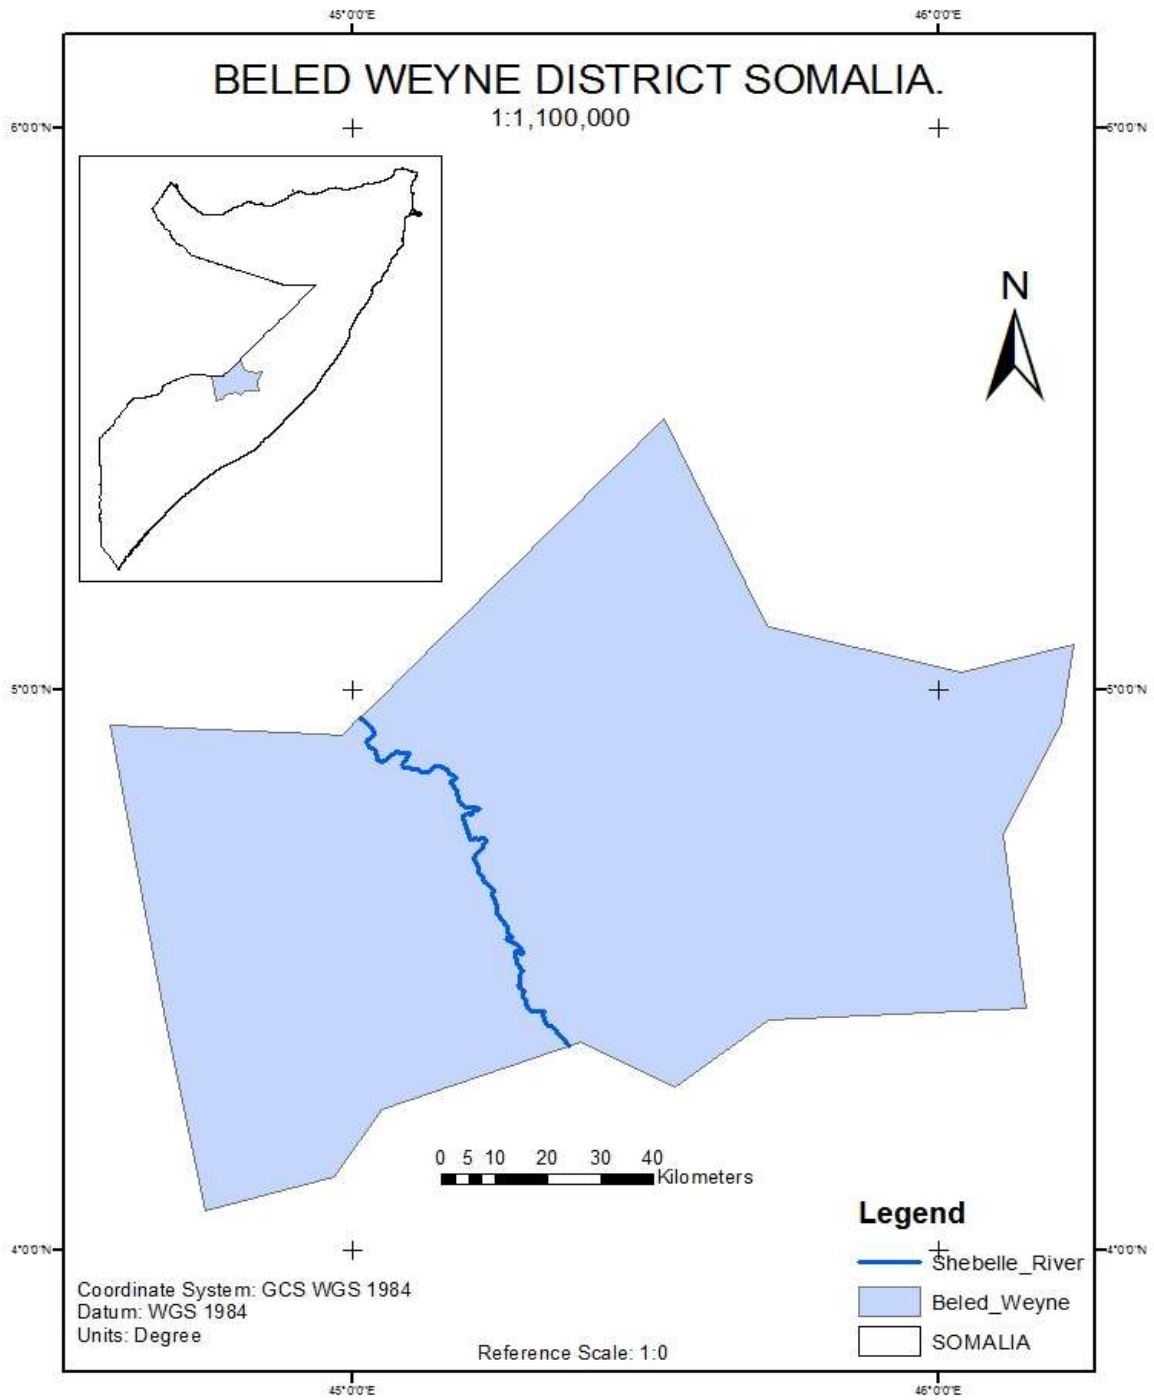 45°0'0"E 46°0'0"E
BELED WEYNE DISTRICT SOMALIA.
1:1,100,000
6°0'0"N 6°0'0"N
N
5°0'0"N 5°0'0"N
0 5 10 20 30 40
Kilometers
Legend
4°0'0"N 4°0'0"N
Shebelle_River
Beled_Weyne
SOMALIA
Coordinate System: GCS WGS 1984
Datum: WGS 1984
Units: Degree
Reference Scale: 1:0
45°0'0"E 46°0'0"E